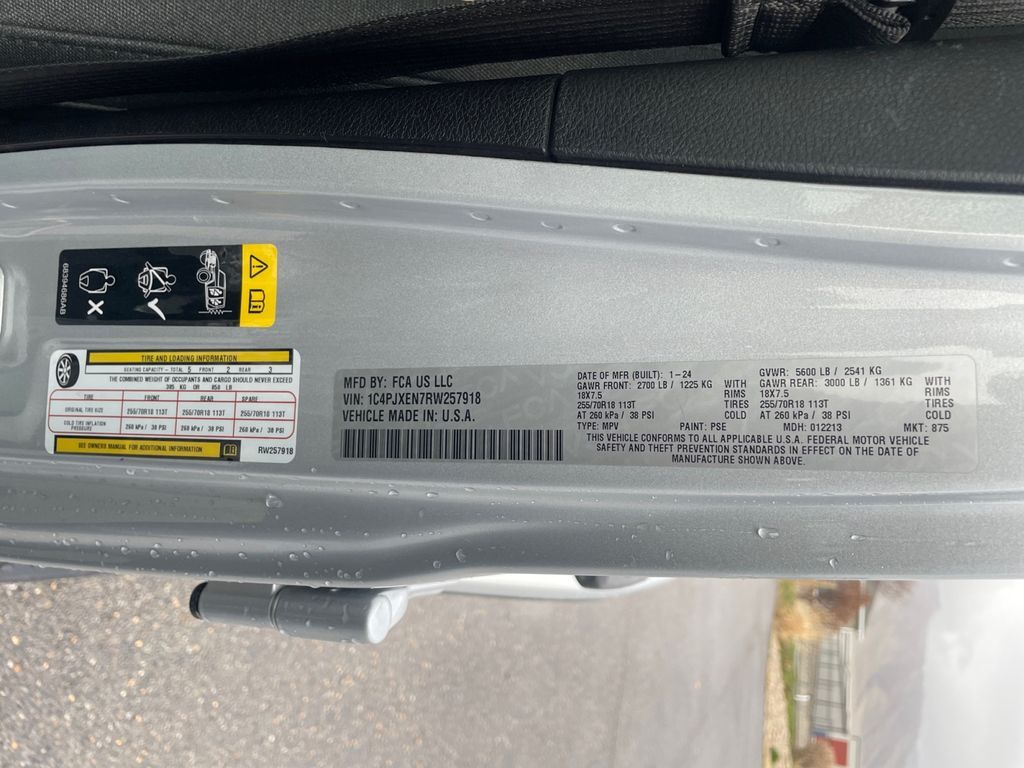 68394686AB
TIRE AND LOADING INFORMATION
SEATING CAPACITY - TOTAL 5 FRONT 2 REAR 3
THE COMBINED WEIGHT OF OCCUPANTS AND CARGO SHOULD NEVER EXCEED
385 KG OR 850 LB
TIRE FRONT REAR SPARE
ORIGINAL TIRE SIZE 255/70R18 113T 255/70R18 113T 255/70R18 113T
COLD TIRE INFLATION PRESSURE 260 kPa / 38 PSI 260 kPa / 38 PSI 260 kPa / 38 PSI
SEE OWNERS MANUAL FOR ADDITIONAL INFORMATION
RW257918
MFD BY: FCA US LLC
VIN: 1C4PJXEN7RW257918
VEHICLE MADE IN U.S.A.
DATE OF MFR (BUILT): 1-24 GVWR: 5600 LB / 2541 KG
GAWR FRONT: 2700 LB / 1225 KG WITH GAWR REAR: 3000 LB / 1361 KG WITH
18X7.5 RIMS 18X7.5 RIMS
255/70R18 113T TIRES 255/70R18 113T TIRES
AT 260 kPa / 38 PSI COLD AT 260 kPa / 38 PSI COLD
TYPE: MPV PAINT: PSE MDH: 012213 MKT: 875
THIS VEHICLE CONFORMS TO ALL APPLICABLE U.S.A. FEDERAL MOTOR VEHICLE
SAFETY AND THEFT PREVENTION STANDARDS IN EFFECT ON THE DATE OF
MANUFACTURE SHOWN ABOVE.